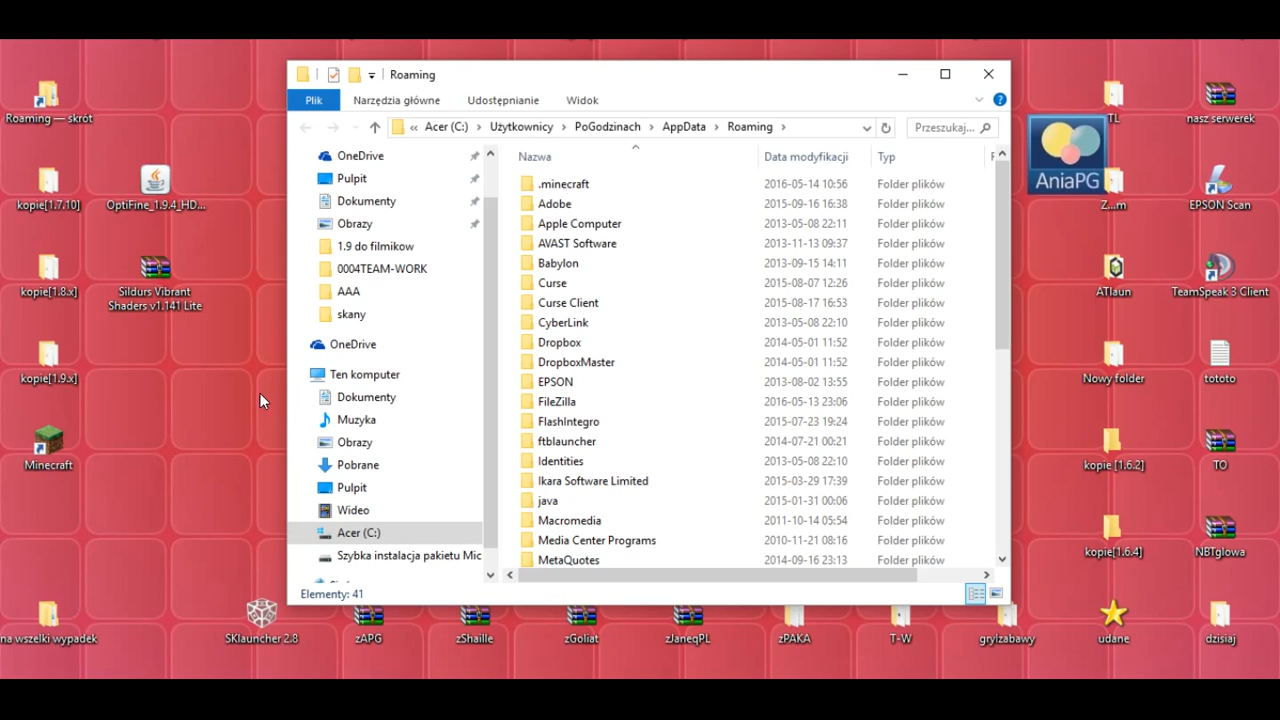 Roaming — skrót
kopie[1.7.10]
OptiFine_1.9.4_HD...
kopie[1.8.x]
Sildurs Vibrant
Shaders v1.141 Lite
kopie[1.9.x]
Minecraft
na wszelki wypadek
SKlauncher 2.8
zAPG
zShaille
zGoliat
zJaneqPL
zPAKA
T-W
gryizabawy
udane
dzisiaj
Roaming
Plik
Narzędzia główne
Udostępnianie
Widok
« Acer (C:) > Użytkownicy > PoGodzinach > AppData > Roaming >
Przeszukaj...
OneDrive
Pulpit
Dokumenty
Obrazy
1.9 do filmikow
0004TEAM-WORK
AAA
skany
OneDrive
Ten komputer
Dokumenty
Muzyka
Obrazy
Pobrane
Pulpit
Wideo
Acer (C:)
Szybka instalacja pakietu Mic
Nazwa Data modyfikacji Typ
.minecraft 2016-05-14 10:56 Folder plików
Adobe 2015-09-16 16:38 Folder plików
Apple Computer 2013-05-08 22:11 Folder plików
AVAST Software 2013-11-13 09:37 Folder plików
Babylon 2013-09-15 14:11 Folder plików
Curse 2015-08-07 12:26 Folder plików
Curse Client 2015-08-17 16:53 Folder plików
CyberLink 2013-05-08 22:10 Folder plików
Dropbox 2014-05-01 11:52 Folder plików
DropboxMaster 2014-05-01 11:52 Folder plików
EPSON 2013-08-02 13:55 Folder plików
FileZilla 2016-05-13 23:06 Folder plików
FlashIntegro 2015-07-23 19:24 Folder plików
ftblauncher 2014-07-21 00:21 Folder plików
Identities 2013-05-08 22:10 Folder plików
Ikara Software Limited 2015-03-29 17:39 Folder plików
java 2015-01-31 00:06 Folder plików
Macromedia 2011-10-14 05:54 Folder plików
Media Center Programs 2010-11-21 08:16 Folder plików
MetaQuotes 2014-09-16 23:13 Folder plików
Elementy: 41
TL
nasz serwerek
AniaPG
Z...m
EPSON Scan
ATlaun
TeamSpeak 3 Client
Nowy folder
tototo
kopie [1.6.2]
TO
kopie[1.6.4]
NBTglowa